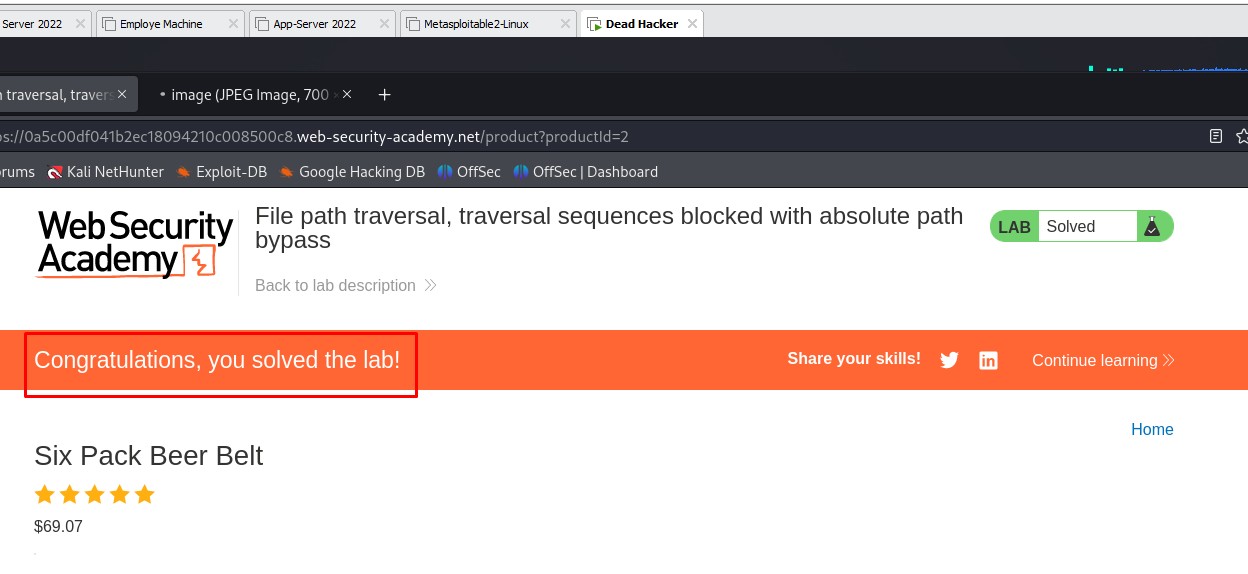 Server 2022 Employe Machine App-Server 2022 Metasploitable2-Linux Dead Hacker
traversal, travers image (JPEG Image, 700
s://0a5c00df041b2ec18094210c008500c8.web-security-academy.net/product?productId=2
rums Kali NetHunter Exploit-DB Google Hacking DB OffSec OffSec | Dashboard
Web Security
Academy
File path traversal, traversal sequences blocked with absolute path
bypass
LAB Solved
Back to lab description
Congratulations, you solved the lab! Share your skills! Continue learning
Home
Six Pack Beer Belt
$69.07